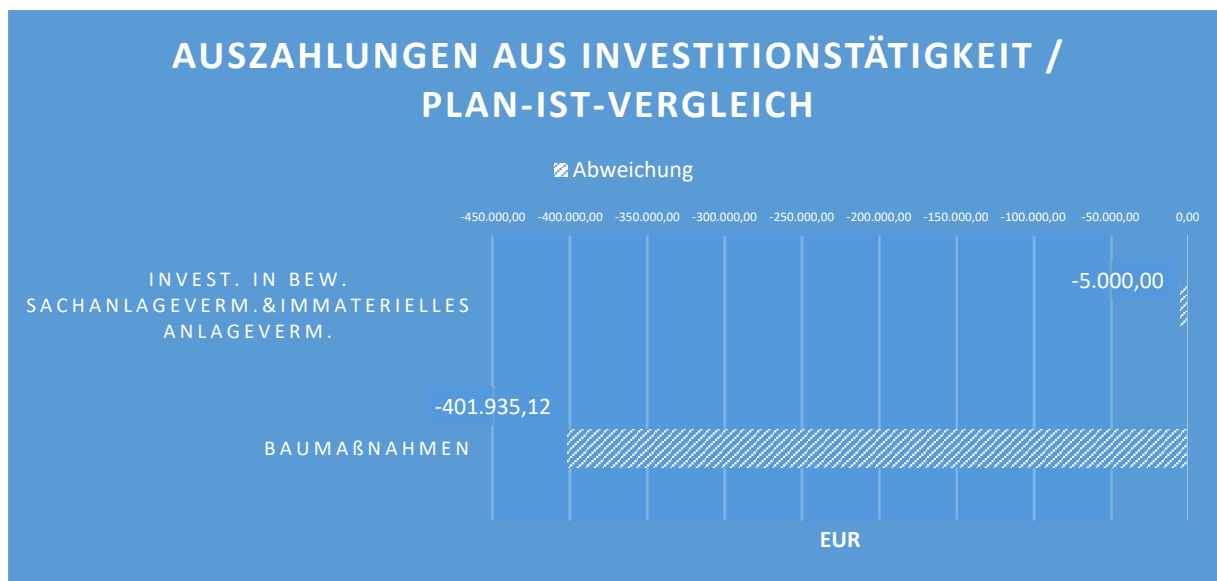 AUSZAHLUNGEN AUS INVESTITIONSTÄTIGKEIT /
PLAN-IST-VERGLEICH
Abweichung
-450.000,00 -400.000,00 -350.000,00 -300.000,00 -250.000,00 -200.000,00 -150.000,00 -100.000,00 -50.000,00 0,00
INVEST. IN BEW.
SACHANLAGEVERM.&IMMATERIELLES
ANLAGEVERM.
-5.000,00
-401.935,12
BAUMAßNAHMEN
EUR